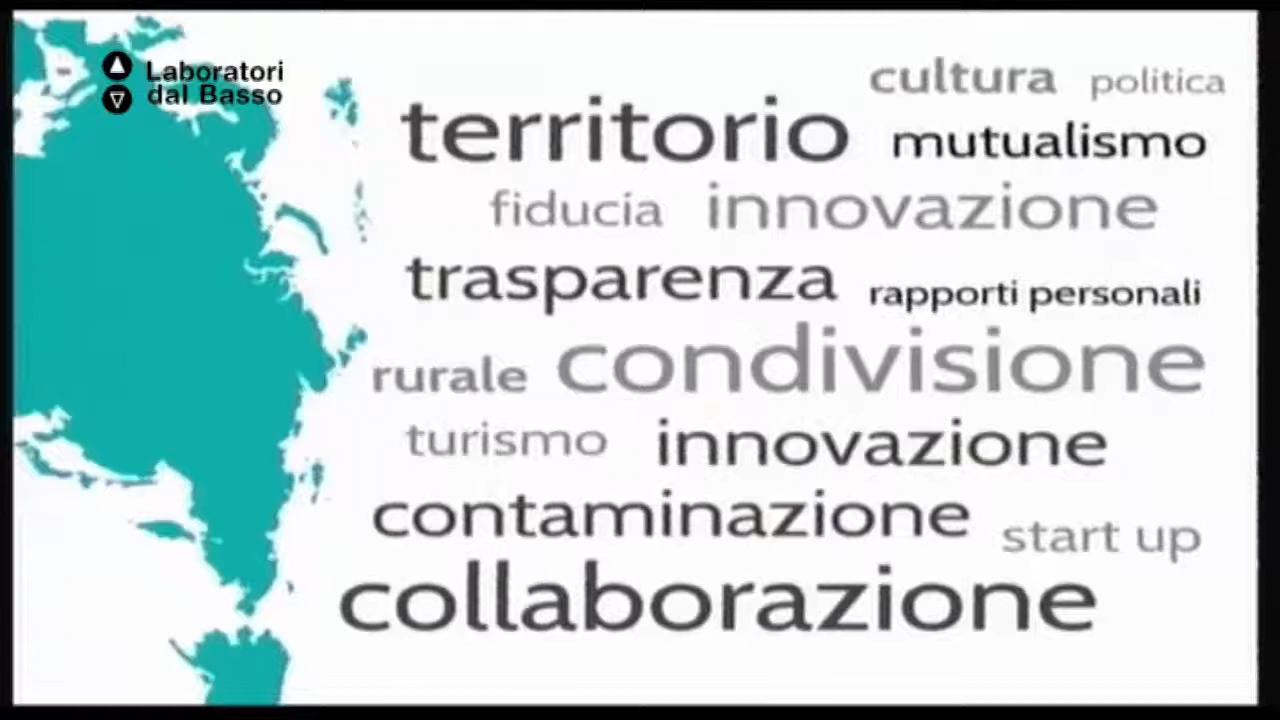 Laboratori
dal Basso
cultura politica
territorio mutualismo
fiducia innovazione
trasparenza rapporti personali
rurale condivisione
turismo innovazione
contaminazione start up
collaborazione